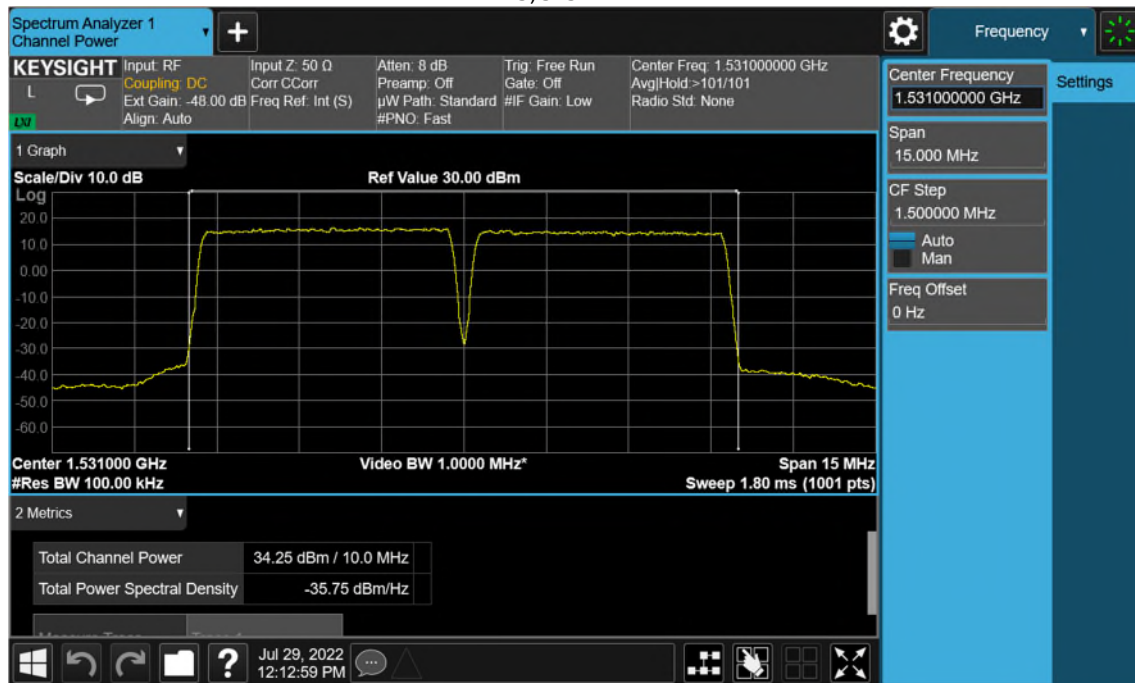 Spectrum Analyzer 1
Channel Power
+
Frequency
KEYSIGHT
L
LXI
Input: RF
Coupling: DC
Ext Gain: -48.00 dB
Align: Auto
Input Z: 50 Ω
Corr CCorr
Freq Ref: Int (S)
Atten: 8 dB
Preamp: Off
µW Path: Standard
#PNO: Fast
Trig: Free Run
Gate: Off
#IF Gain: Low
Center Freq: 1.531000000 GHz
Avg|Hold:>101/101
Radio Std: None
Center Frequency
1.531000000 GHz
Settings
Span
15.000 MHz
CF Step
1.500000 MHz
Auto
Man
Freq Offset
0 Hz
1 Graph
Scale/Div 10.0 dB
Ref Value 30.00 dBm
Log
20.0
10.0
0.00
-10.0
-20.0
-30.0
-40.0
-50.0
-60.0
Center 1.531000 GHz
Video BW 1.0000 MHz*
Span 15 MHz
#Res BW 100.00 kHz
Sweep 1.80 ms (1001 pts)
2 Metrics
Total Channel Power 34.25 dBm / 10.0 MHz
Total Power Spectral Density -35.75 dBm/Hz
?
Jul 29, 2022
12:12:59 PM